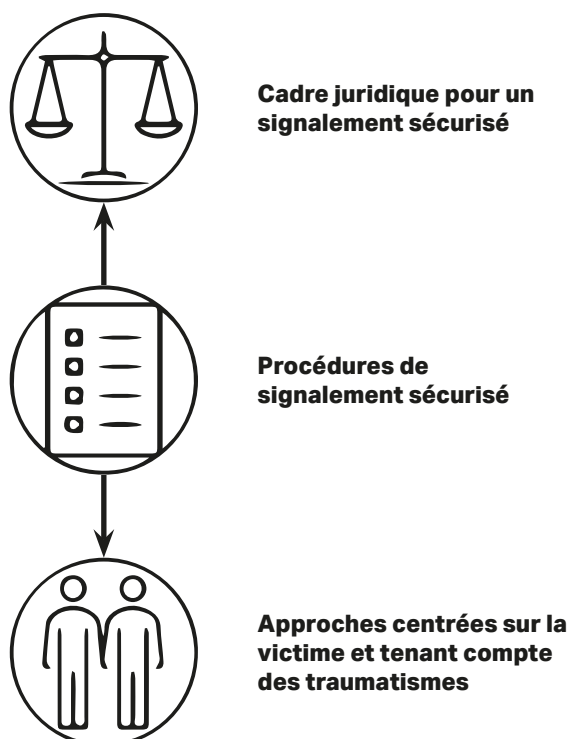 Cadre juridique pour un
signalement sécurisé
Procédures de
signalement sécurisé
Approches centrées sur la
victime et tenant compte
des traumatismes